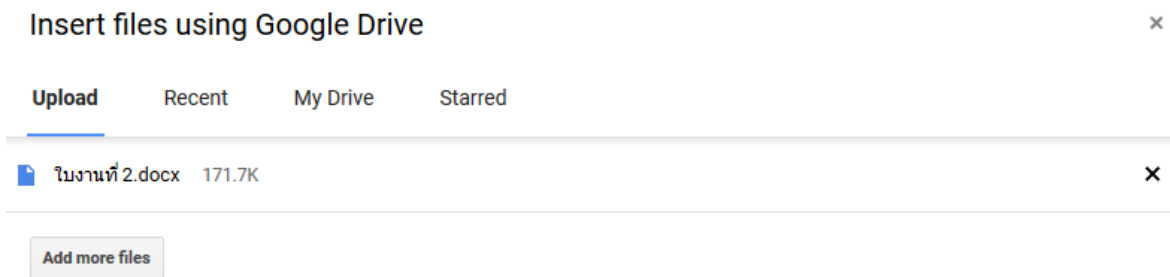 Insert files using Google Drive
Upload Recent My Drive Starred
ใบงานที่ 2.docx 171.7K
Add more files